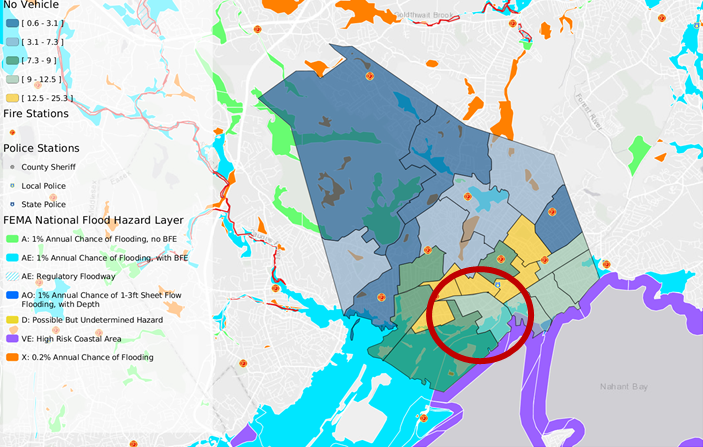 No Vehicle
[ 0.6 - 3.1 ]
[ 3.1 - 7.3 ]
[ 7.3 - 9 ]
[ 9 - 12.5 ]
[ 12.5 - 25.3 ]
Fire Stations
Police Stations
County Sheriff
Local Police
State Police
FEMA National Flood Hazard Layer
A: 1% Annual Chance of Flooding, no BFE
AE: 1% Annual Chance of Flooding, with BFE
AE: Regulatory Floodway
AO: 1% Annual Chance of 1-3ft Sheet Flow
Flooding, with Depth
D: Possible But Undetermined Hazard
VE: High Risk Coastal Area
X: 0.2% Annual Chance of Flooding
Goldthwait Brook
Forest River
Nahant Bay